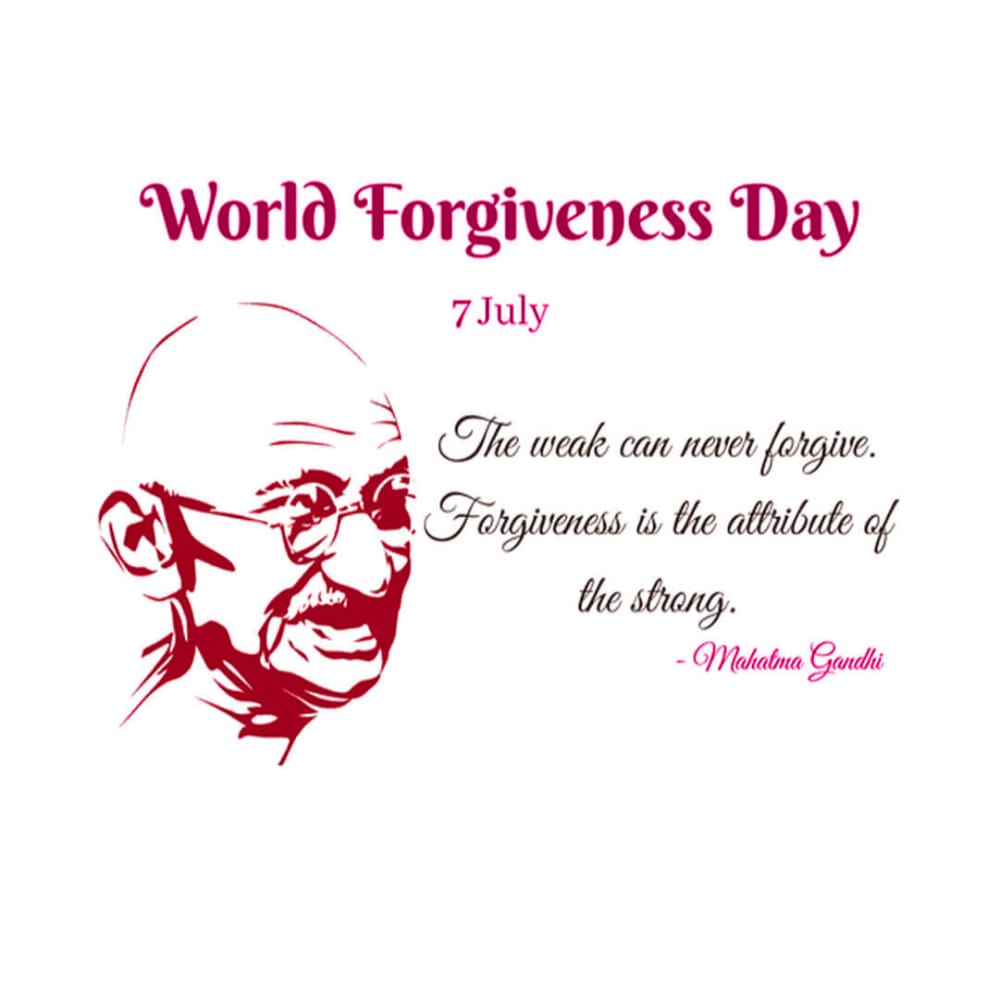 World Forgiveness Day
7 July
The weak can never forgive.
Forgiveness is the attribute of
the strong.
- Mahatma Gandhi